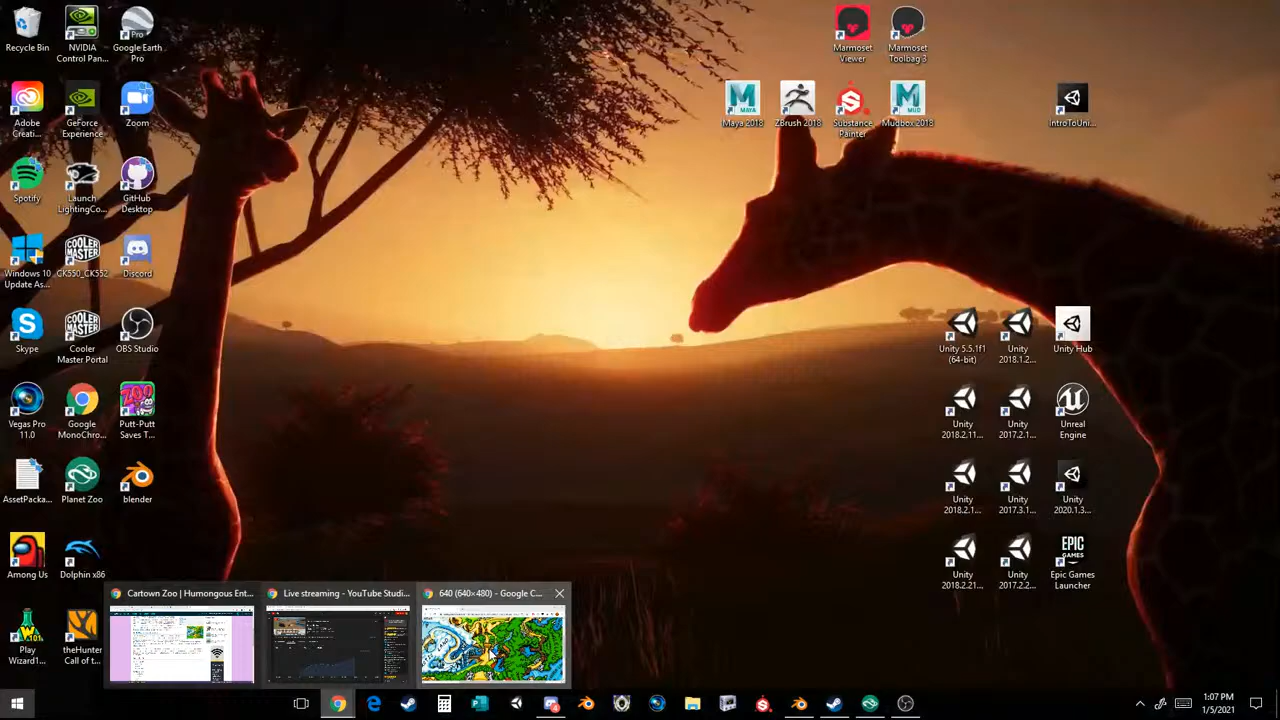 Recycle Bin
NVIDIA
Control Pan...
Google Earth
Pro
Marmoset
Viewer
Marmoset
Toolbag 3
Adobe
Creati...
GeForce
Experience
Zoom
Maya 2018
ZBrush 2018
Substance
Painter
Mudbox 2018
IntroToUni...
Spotify
Launch
LightingCo...
GitHub
Desktop
Windows 10
Update As...
CK550_CK552
Discord
Skype
Cooler
Master Portal
OBS Studio
Unity 5.5.1f1
(64-bit)
Unity
2018.1.2...
Unity Hub
Vegas Pro
11.0
Google
MonoChro...
Putt-Putt
Saves T...
Unity
2018.2.11...
Unity
2017.2.1...
Unreal
Engine
AssetPacka...
Planet Zoo
blender
Unity
2018.2.1...
Unity
2017.3.1...
Unity
2020.1.3...
Among Us
Dolphin x86
Unity
2018.2.21...
Unity
2017.2.2...
Epic Games
Launcher
Play
Wizard1...
theHunter
Call of t...
Cartown Zoo | Humongous Ent...
Live streaming - YouTube Studi...
640 (640×480) - Google C...
1:07 PM
1/5/2021